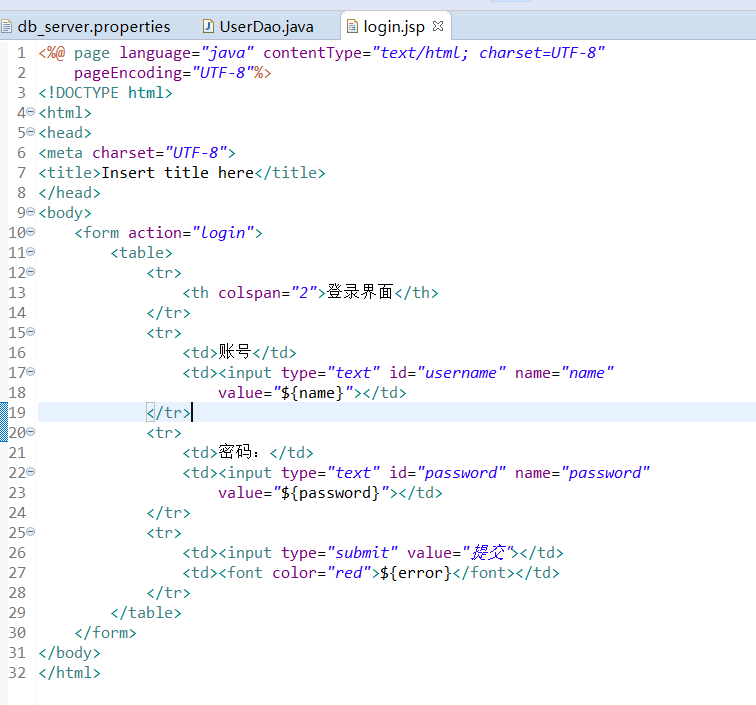 db_server.properties UserDao.java login.jsp
1 <%@ page language="java" contentType="text/html; charset=UTF-8"
2     pageEncoding="UTF-8"%>
3 <!DOCTYPE html>
4 <html>
5 <head>
6 <meta charset="UTF-8">
7 <title>Insert title here</title>
8 </head>
9 <body>
10     <form action="login">
11         <table>
12             <tr>
13                 <th colspan="2">登录界面</th>
14             </tr>
15             <tr>
16                 <td>账号</td>
17                 <td><input type="text" id="username" name="name"
18                     value="${name}"></td>
19             </tr>
20             <tr>
21                 <td>密码：</td>
22                 <td><input type="text" id="password" name="password"
23                     value="${password}"></td>
24             </tr>
25             <tr>
26                 <td><input type="submit" value="提交"></td>
27                 <td><font color="red">${error}</font></td>
28             </tr>
29         </table>
30     </form>
31 </body>
32 </html>